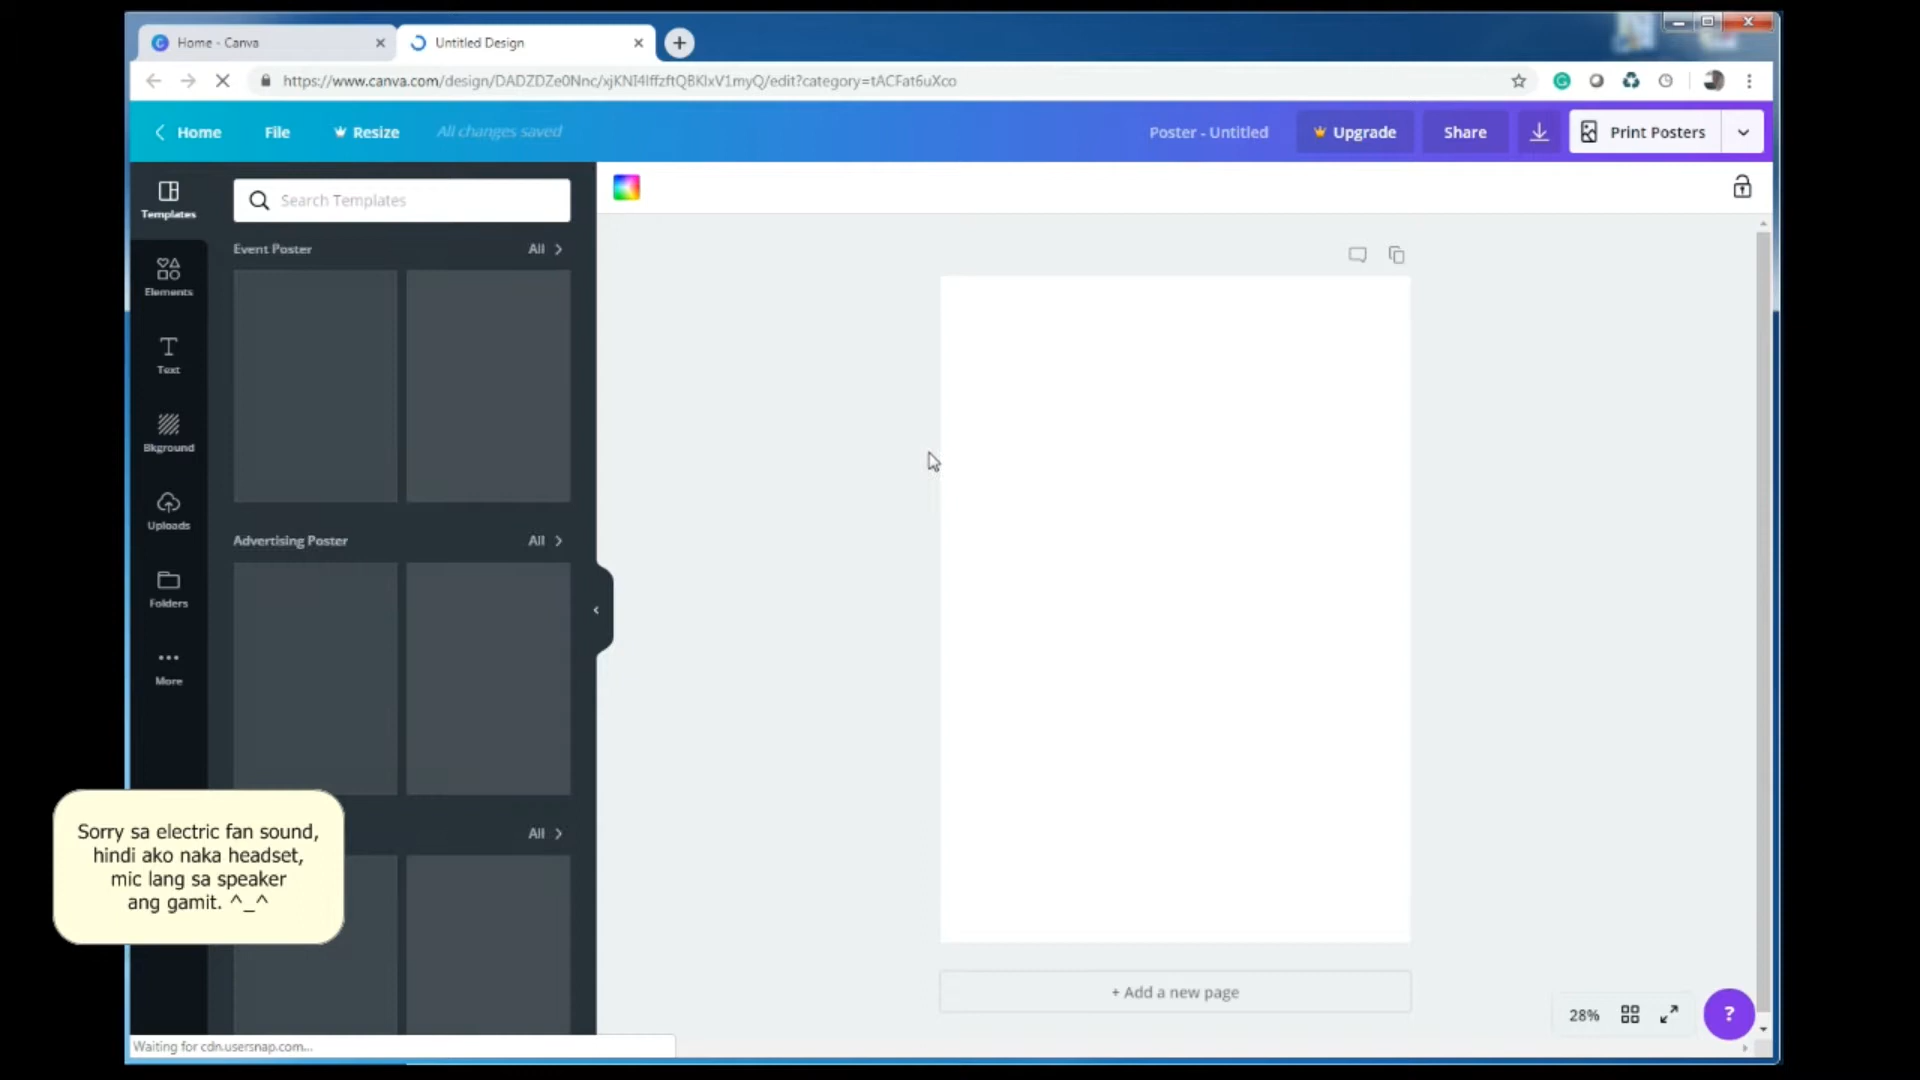 Home - Canva
Untitled Design
https://www.canva.com/design/DADZDZe0Nnc/xjKNI4IffzftQBKlxV1myQ/edit?category=tACFat6uXco
Home
File
Resize
All changes saved
Poster - Untitled
Upgrade
Share
Print Posters
Templates
Elements
Text
Bkground
Uploads
Folders
More
Search Templates
Event Poster
All
Advertising Poster
All
All
Sorry sa electric fan sound,
hindi ako naka headset,
mic lang sa speaker
ang gamit. ^_^
+ Add a new page
28%
?
Waiting for cdn.usersnap.com...